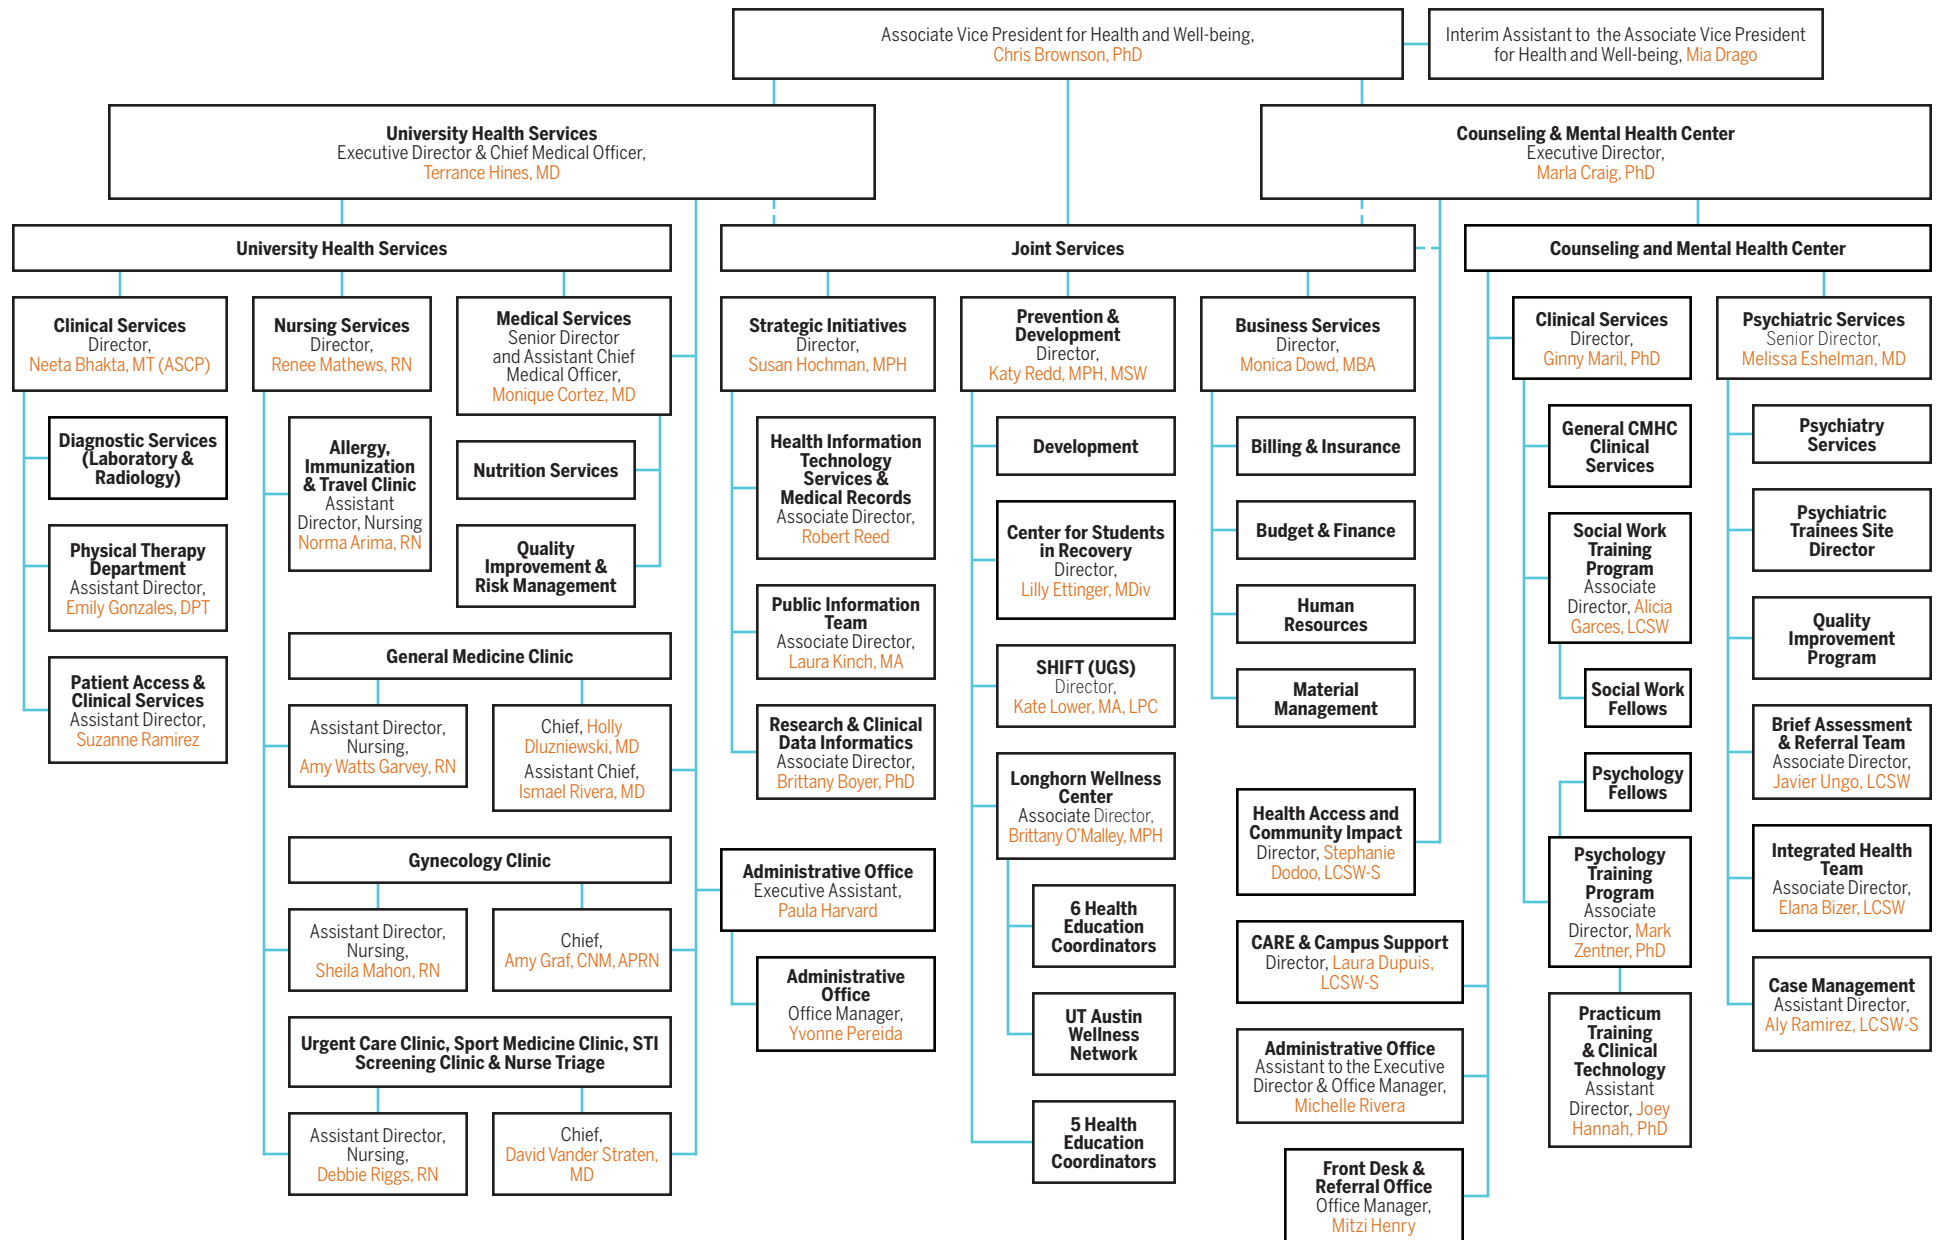 Associate Vice President for Health and Well-being,
Chris Brownson, PhD
Interim Assistant to the Associate Vice President
for Health and Well-being, Mia Drago
University Health Services
Executive Director & Chief Medical Officer,
Terrance Hines, MD
Counseling & Mental Health Center
Executive Director,
Marla Craig, PhD
University Health Services
Joint Services
Counseling and Mental Health Center
Clinical Services
Director,
Neeta Bhakta, MT (ASCP)
Nursing Services
Director,
Renee Mathews, RN
Medical Services
Senior Director
and Assistant Chief
Medical Officer,
Monique Cortez, MD
Strategic Initiatives
Director,
Susan Hochman, MPH
Prevention &
Development
Director,
Katy Redd, MPH, MSW
Business Services
Director,
Monica Dowd, MBA
Clinical Services
Director,
Ginny Maril, PhD
Psychiatric Services
Senior Director,
Melissa Eshelman, MD
Diagnostic Services
(Laboratory &
Radiology)
Physical Therapy
Department
Assistant Director,
Emily Gonzales, DPT
Patient Access &
Clinical Services
Assistant Director,
Suzanne Ramirez
Allergy,
Immunization
& Travel Clinic
Assistant
Director, Nursing
Norma Arima, RN
Nutrition Services
Quality
Improvement &
Risk Management
General Medicine Clinic
Assistant Director,
Nursing,
Amy Watts Garvey, RN
Chief, Holly
Dluzniewski, MD
Assistant Chief,
Ismael Rivera, MD
Gynecology Clinic
Assistant Director,
Nursing,
Sheila Mahon, RN
Chief,
Amy Graf, CNM, APRN
Urgent Care Clinic, Sport Medicine Clinic, STI
Screening Clinic & Nurse Triage
Assistant Director,
Nursing,
Debbie Riggs, RN
Chief,
David Vander Straten,
MD
Health Information
Technology
Services &
Medical Records
Associate Director,
Robert Reed
Public Information
Team
Associate Director,
Laura Kinch, MA
Research & Clinical
Data Informatics
Associate Director,
Brittany Boyer, PhD
Administrative Office
Executive Assistant,
Paula Harvard
Administrative
Office
Office Manager,
Yvonne Pereida
Development
Center for Students
in Recovery
Director,
Lilly Ettinger, MDiv
SHIFT (UGS)
Director,
Kate Lower, MA, LPC
Longhorn Wellness
Center
Associate Director,
Brittany O'Malley, MPH
6 Health
Education
Coordinators
UT Austin
Wellness
Network
5 Health
Education
Coordinators
Billing & Insurance
Budget & Finance
Human
Resources
Material
Management
Health Access and
Community Impact
Director, Stephanie
Dodoo, LCSW-S
CARE & Campus Support
Director, Laura Dupuis,
LCSW-S
Administrative Office
Assistant to the Executive
Director & Office Manager,
Michelle Rivera
Front Desk &
Referral Office
Office Manager,
Mitzi Henry
General CMHC
Clinical
Services
Social Work
Training
Program
Associate
Director, Alicia
Garces, LCSW
Social Work
Fellows
Psychology
Fellows
Psychology
Training
Program
Associate
Director, Mark
Zentner, PhD
Practicum
Training
& Clinical
Technology
Assistant
Director, Joey
Hannah, PhD
Psychiatry
Services
Psychiatric
Trainees Site
Director
Quality
Improvement
Program
Brief Assessment
& Referral Team
Associate Director,
Javier Ungo, LCSW
Integrated Health
Team
Associate Director,
Elana Bizer, LCSW
Case Management
Assistant Director,
Aly Ramirez, LCSW-S